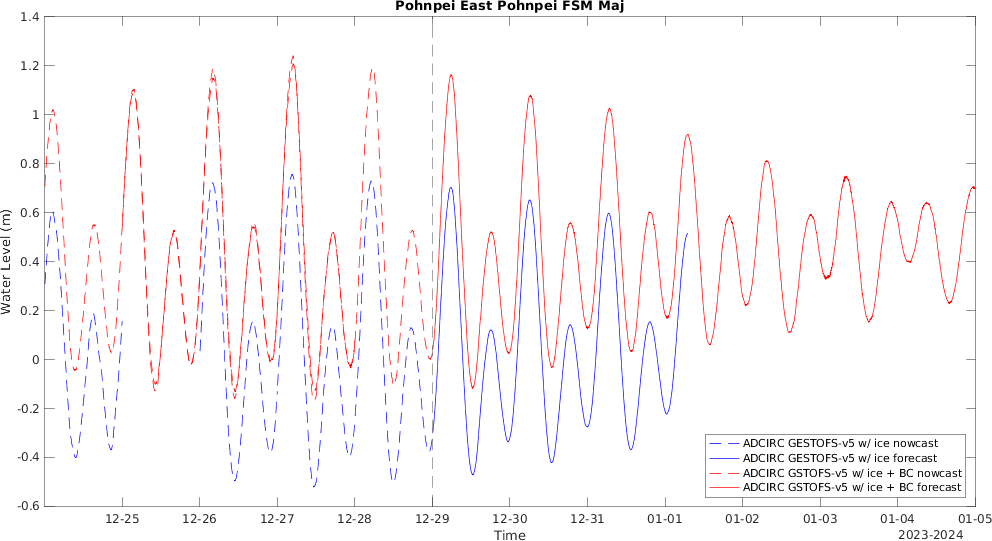 Pohnpei East Pohnpei FSM Maj
1.4
1.2
1
0.8
0.6
0.4
0.2
0
-0.2
-0.4
-0.6
Water Level (m)
ADCIRC GESTOFS-v5 w/ ice nowcast
ADCIRC GESTOFS-v5 w/ ice forecast
ADCIRC GSTOFS-v5 w/ ice + BC nowcast
ADCIRC GSTOFS-v5 w/ ice + BC forecast
12-25 12-26 12-27 12-28 12-29 12-30 12-31 01-01 01-02 01-03 01-04 01-05
Time
2023-2024